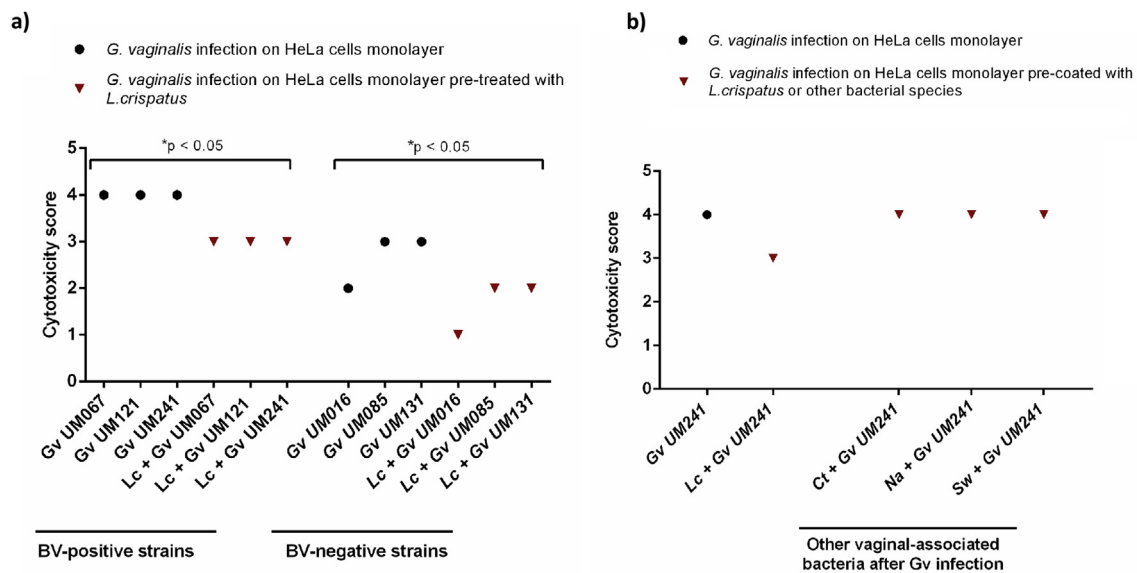 a)
G. vaginalis infection on HeLa cells monolayer
G. vaginalis infection on HeLa cells monolayer pre-treated with
L.crispatus
*p < 0.05
*p < 0.05
Cytotoxicity score
5
4
3
2
1
0
Gv UM067
Gv UM121
Gv UM241
Lc + Gv UM067
Lc + Gv UM121
Lc + Gv UM241
Gv UM016
Gv UM085
Gv UM131
Lc + Gv UM016
Lc + Gv UM085
Lc + Gv UM131
BV-positive strains
BV-negative strains
b)
G. vaginalis infection on HeLa cells monolayer
G. vaginalis infection on HeLa cells monolayer pre-coated with
L.crispatus or other bacterial species
Cytotoxicity score
5
4
3
2
1
0
Gv UM241
Lc + Gv UM241
Ct + Gv UM241
Na + Gv UM241
Sw + Gv UM241
Other vaginal-associated
bacteria after Gv infection